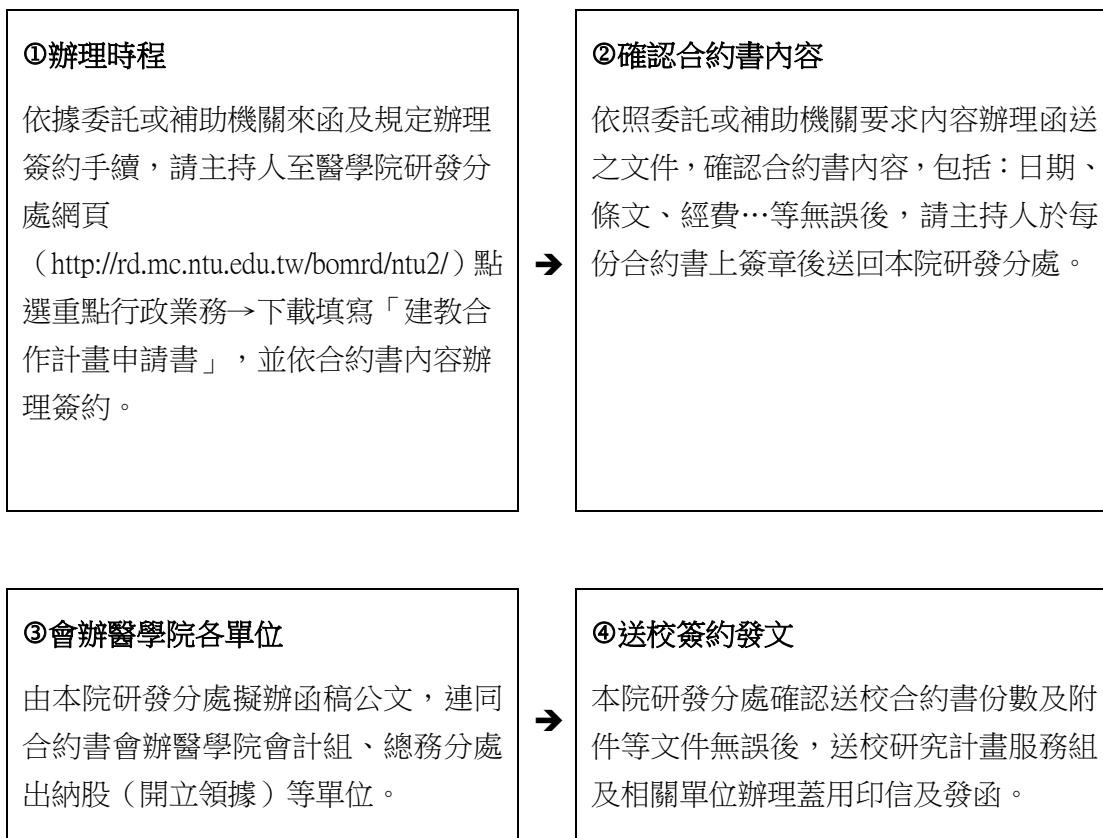 ①辦理時程
依據委託或補助機關來函及規定辦理
簽約手續，請主持人至醫學院研發分
處網頁
（http://rd.mc.ntu.edu.tw/bomrd/ntu2/）點
選重點行政業務→下載填寫「建教合
作計畫申請書」，並依合約書內容辦
理簽約。
➔
②確認合約書內容
依照委託或補助機關要求內容辦理函送
之文件，確認合約書內容，包括：日期、
條文、經費…等無誤後，請主持人於每
份合約書上簽章後送回本院研發分處。
③會辦醫學院各單位
由本院研發分處擬辦函稿公文，連同
合約書會辦醫學院會計組、總務分處
出納股（開立領據）等單位。
➔
④送校簽約發文
本院研發分處確認送校合約書份數及附
件等文件無誤後，送校研究計畫服務組
及相關單位辦理蓋用印信及發函。